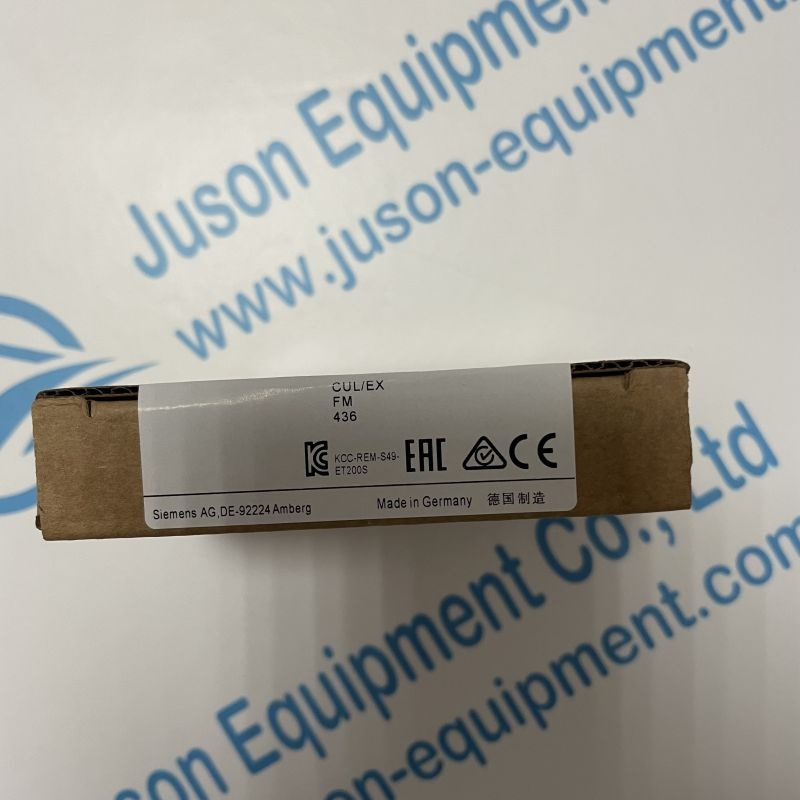 Juson Equipment
www.juson-equipment.
CUL/EX
FM
436
KCC-REM-S49-
ET200S
EAC
CE
Siemens AG,DE-92224 Amberg
Made in Germany 德国制造
Juson Equipment Co., Ltd
juson-equipment.com